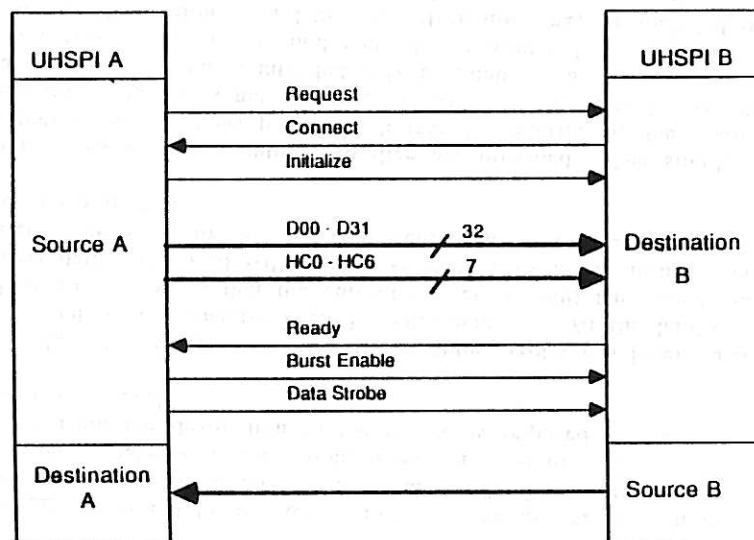 UHSPI A
UHSPI B
Request
Connect
Initialize
Source A
D00 - D31
32
HC0 - HC6
7
Destination
B
Ready
Burst Enable
Data Strobe
Destination
A
Source B